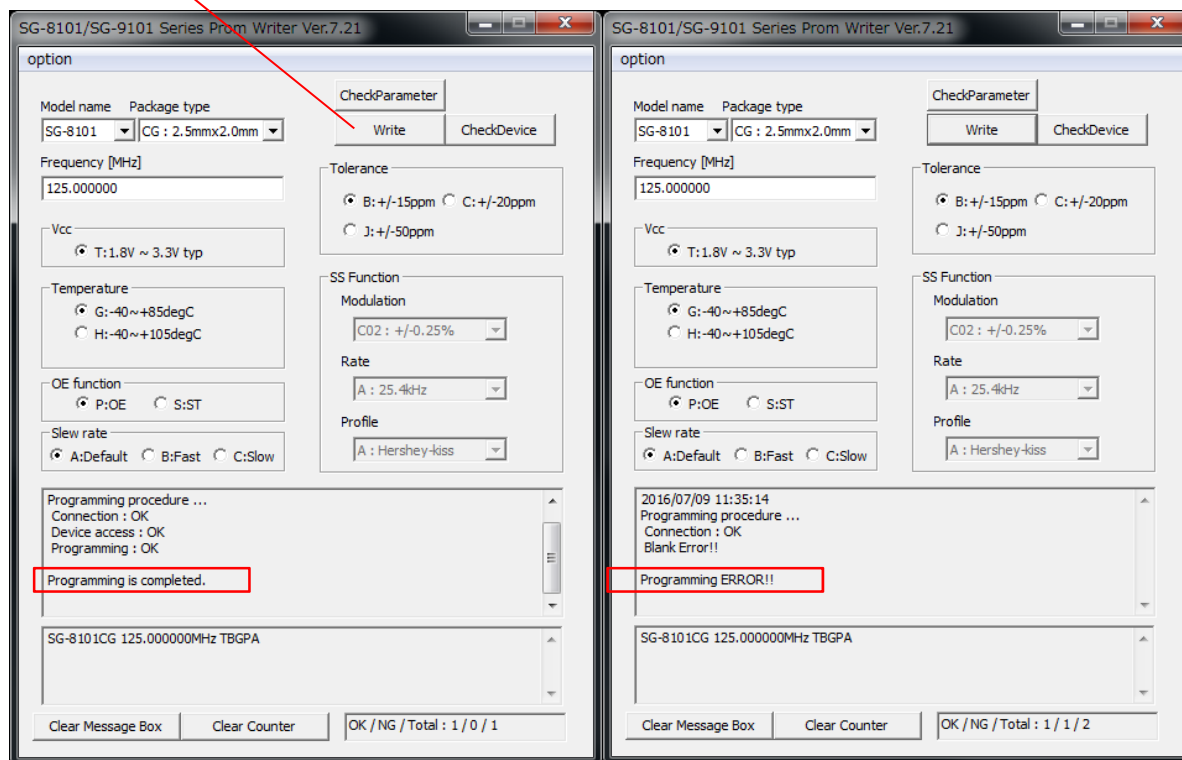 SG-8101/SG-9101 Series Prom Writer Ver.7.21
option
Model name Package type
CheckParameter
SG-8101 CG : 2.5mmx2.0mm
Write CheckDevice
Frequency [MHz]
125.000000
Tolerance
B:+/-15ppm C:+/-20ppm
J:+/-50ppm
Vcc
T:1.8V ~ 3.3V typ
Temperature
G:-40~+85degC
H:-40~+105degC
SS Function
Modulation
C02 : +/-0.25%
Rate
A : 25.4kHz
Profile
A : Hershey-kiss
OE function
P:OE S:ST
Slew rate
A:Default B:Fast C:Slow
Programming procedure ...
Connection : OK
Device access : OK
Programming : OK
Programming is completed.
SG-8101CG 125.000000MHz TBGPA
Clear Message Box Clear Counter OK / NG / Total : 1 / 0 / 1
SG-8101/SG-9101 Series Prom Writer Ver.7.21
option
Model name Package type
CheckParameter
SG-8101 CG : 2.5mmx2.0mm
Write CheckDevice
Frequency [MHz]
125.000000
Tolerance
B:+/-15ppm C:+/-20ppm
J:+/-50ppm
Vcc
T:1.8V ~ 3.3V typ
Temperature
G:-40~+85degC
H:-40~+105degC
SS Function
Modulation
C02 : +/-0.25%
Rate
A : 25.4kHz
Profile
A : Hershey-kiss
OE function
P:OE S:ST
Slew rate
A:Default B:Fast C:Slow
2016/07/09 11:35:14
Programming procedure ...
Connection : OK
Blank Error!!
Programming ERROR!!
SG-8101CG 125.000000MHz TBGPA
Clear Message Box Clear Counter OK / NG / Total : 1 / 1 / 2